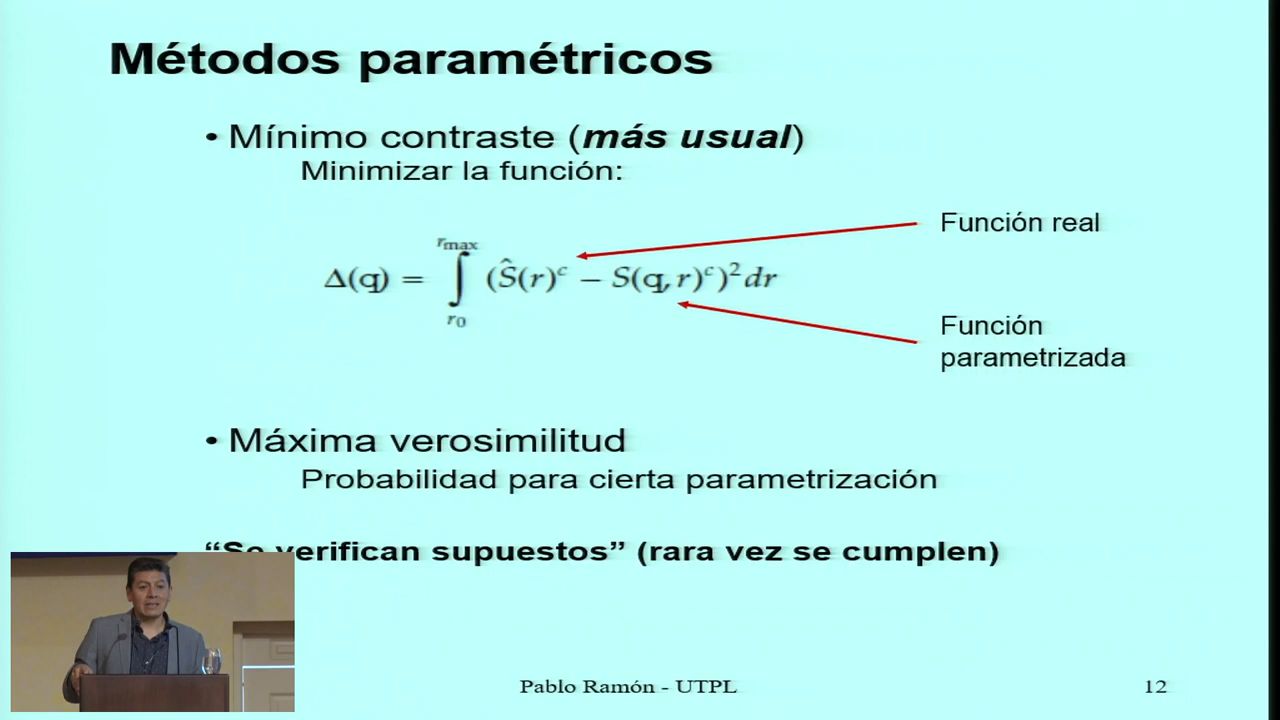 Métodos paramétricos
• Mínimo contraste (más usual)
Minimizar la función:
Función real
Δ(q) = ∫ r₀ rmax (Ŝ(r)ᶜ − S(q,r)ᶜ)² dr
Función
parametrizada
• Máxima verosimilitud
Probabilidad para cierta parametrización
“Se verifican supuestos” (rara vez se cumplen)
Pablo Ramón - UTPL
12